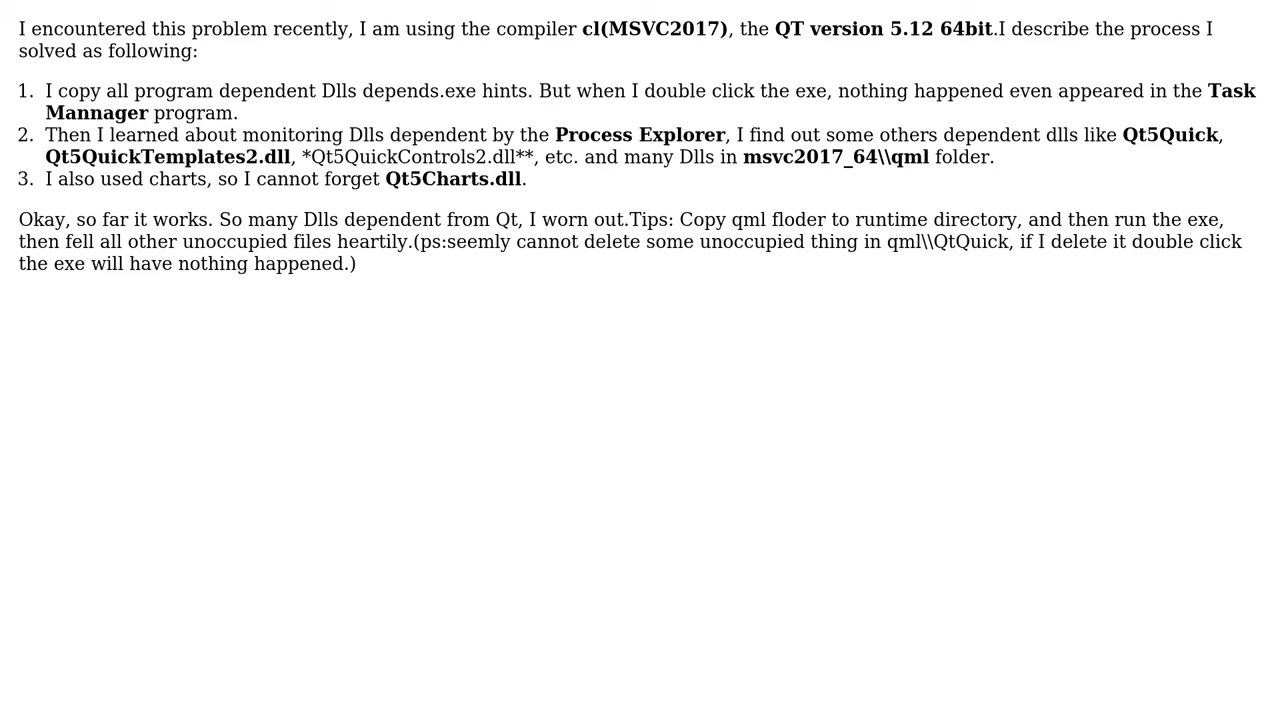 I encountered this problem recently, I am using the compiler cl(MSVC2017), the QT version 5.12 64bit.I describe the process I
solved as following:
1. I copy all program dependent Dlls depends.exe hints. But when I double click the exe, nothing happened even appeared in the Task
Mannager program.
2. Then I learned about monitoring Dlls dependent by the Process Explorer, I find out some others dependent dlls like Qt5Quick,
Qt5QuickTemplates2.dll, *Qt5QuickControls2.dll**, etc. and many Dlls in msvc2017_64\\qml folder.
3. I also used charts, so I cannot forget Qt5Charts.dll.
Okay, so far it works. So many Dlls dependent from Qt, I worn out.Tips: Copy qml floder to runtime directory, and then run the exe,
then fell all other unoccupied files heartily.(ps:seemly cannot delete some unoccupied thing in qml\\QtQuick, if I delete it double click
the exe will have nothing happened.)